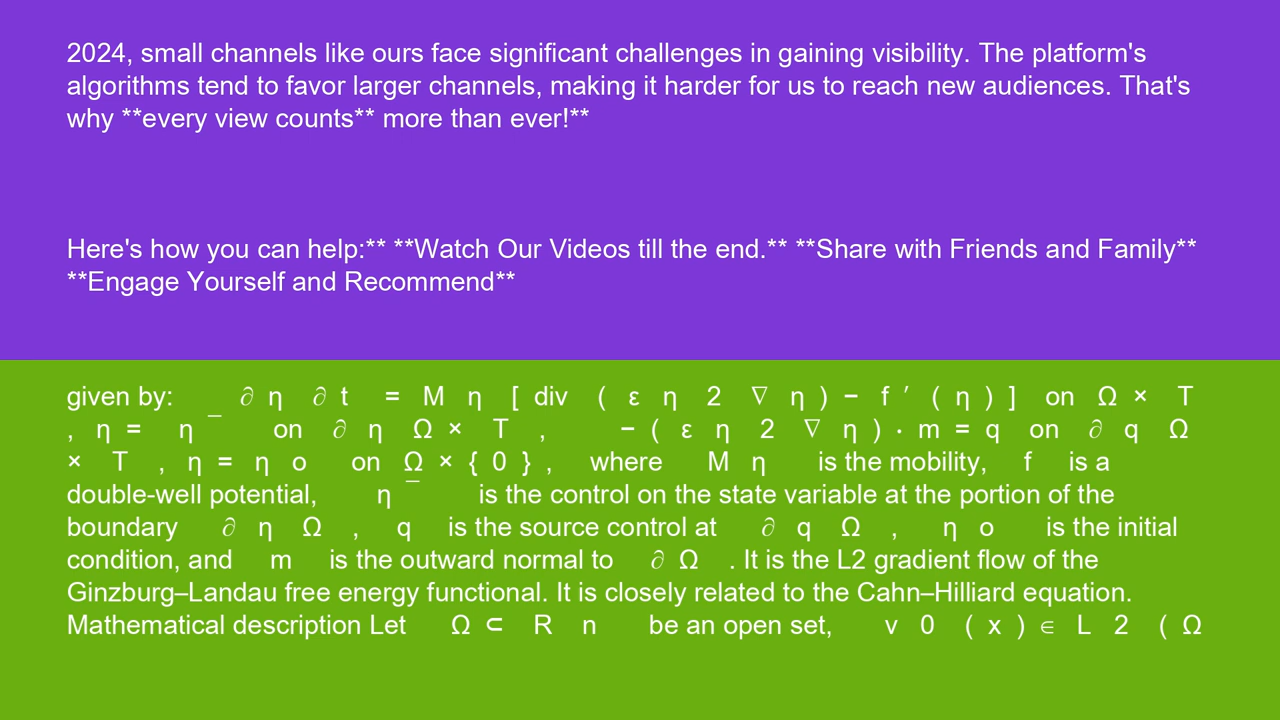 2024, small channels like ours face significant challenges in gaining visibility. The platform's
algorithms tend to favor larger channels, making it harder for us to reach new audiences. That's
why **every view counts** more than ever!**
Here's how you can help:** **Watch Our Videos till the end.** **Share with Friends and Family**
**Engage Yourself and Recommend**
given by: ∂ η ∂ t = M η [ div ( ε η 2 ∇ η ) − f ′ ( η ) ] on Ω × T
, η = η ¯ on ∂ η Ω × T , − ( ε η 2 ∇ η ) ⋅ m = q on ∂ q Ω
× T , η = η o on Ω × { 0 } , where M η is the mobility, f is a
double-well potential, η ¯ is the control on the state variable at the portion of the
boundary ∂ η Ω , q is the source control at ∂ q Ω , η o is the initial
condition, and m is the outward normal to ∂ Ω . It is the L2 gradient flow of the
Ginzburg–Landau free energy functional. It is closely related to the Cahn–Hilliard equation.
Mathematical description Let Ω ⊂ R n be an open set, v 0 ( x ) ∈ L 2 ( Ω